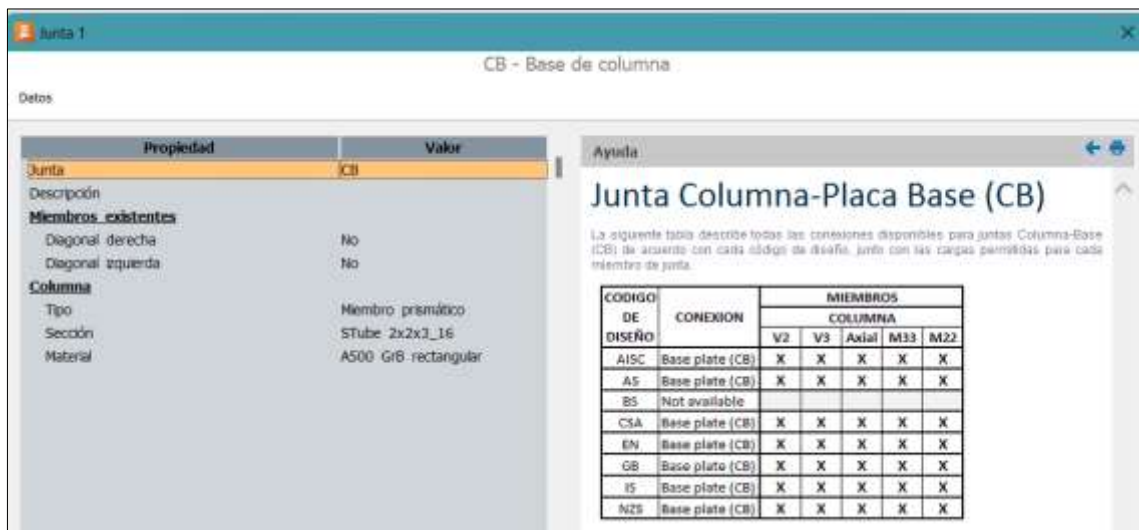 Junta 1
CB - Base de columna
Datos
Propiedad Valor
Junta CB
Descripción
Miembros existentes
Diagonal derecha No
Diagonal izquierda No
Columna
Tipo Miembro prismático
Sección STube 2x2x3_16
Material A500 GrB rectangular
Ayuda
Junta Columna-Placa Base (CB)
La siguiente tabla describe todas las conexiones disponibles para juntas Columna-Base
(CB) de acuerdo con cada código de diseño, junto con las cargas permitidas para cada
miembro de junta.
CODIGO DE DISEÑO CONEXION MIEMBROS
COLUMNA
V2 V3 Axial M33 M22
AISC Base plate (CB) X X X X X
AS Base plate (CB) X X X X X
BS Not available
CSA Base plate (CB) X X X X X
EN Base plate (CB) X X X X X
GB Base plate (CB) X X X X X
IS Base plate (CB) X X X X X
NZS Base plate (CB) X X X X X